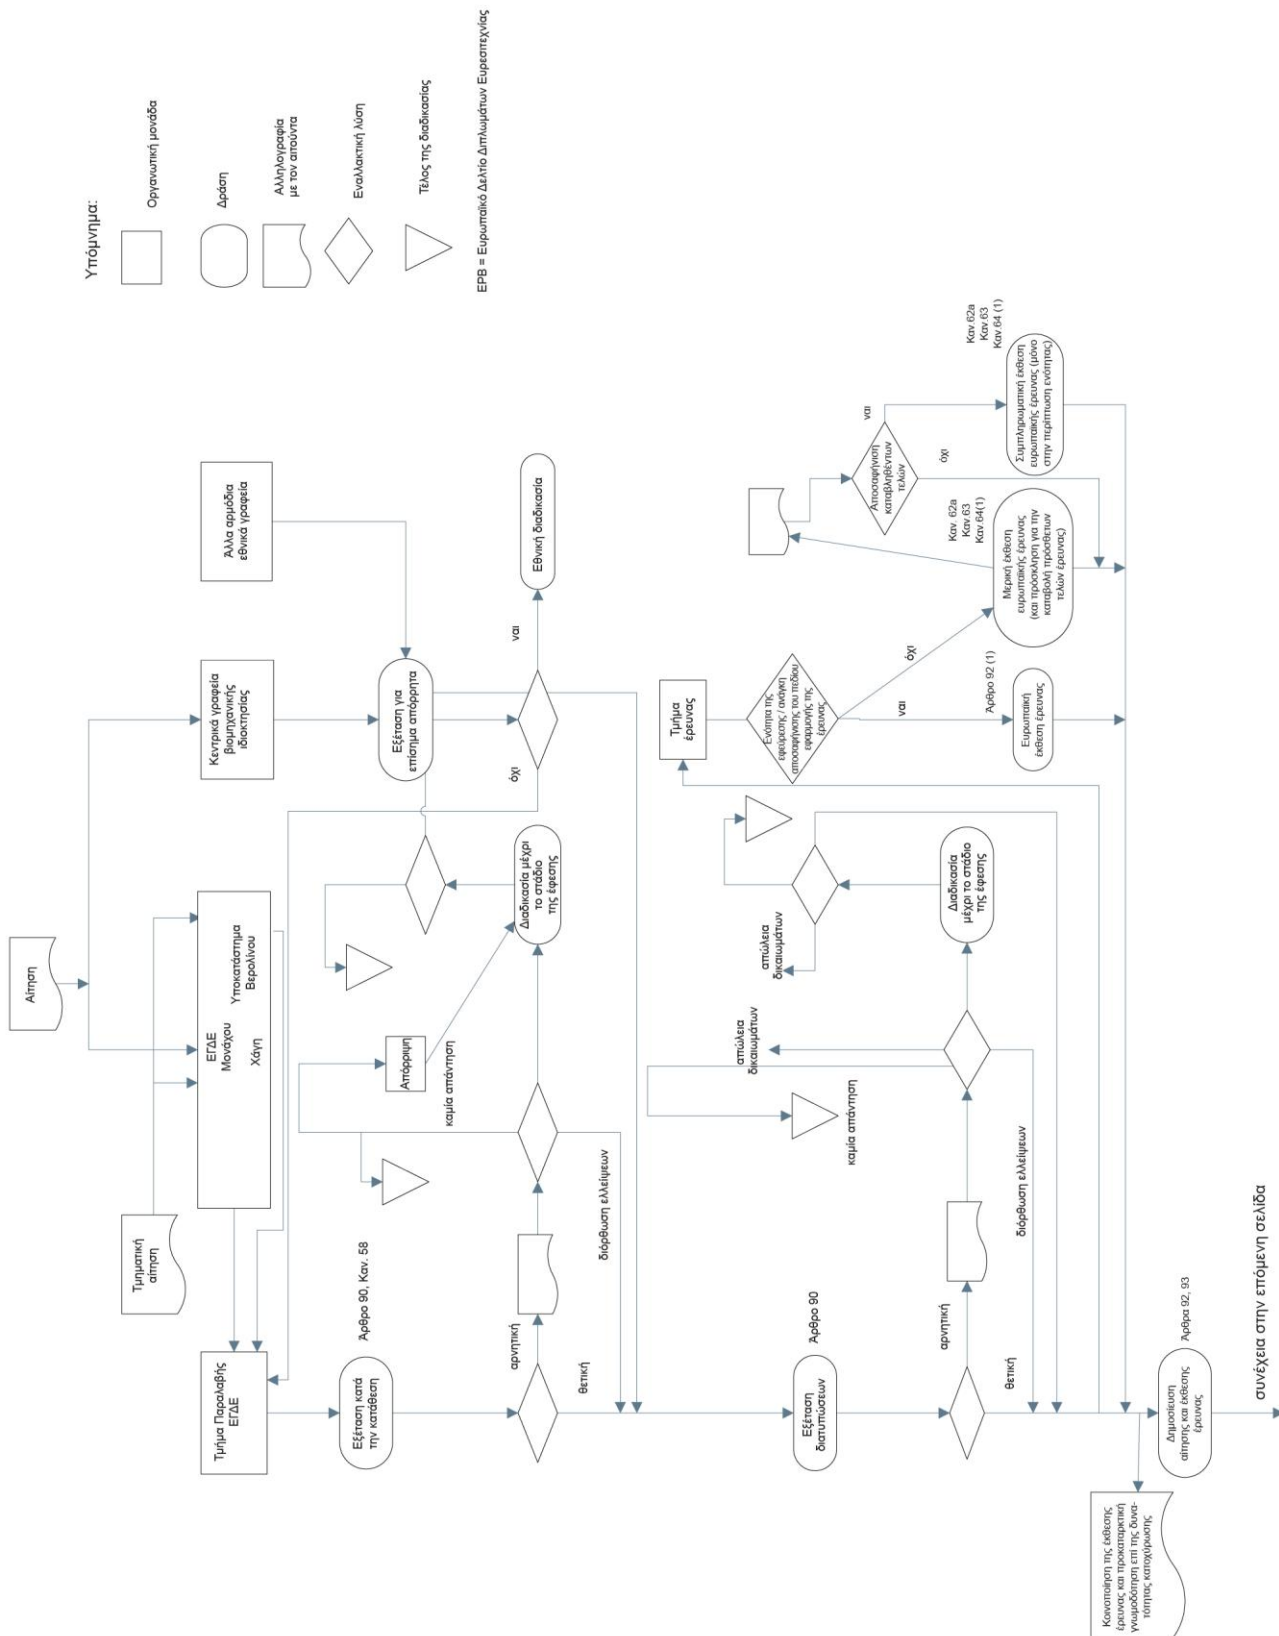 Υπόμνημα:
Οργανωτική μονάδα
Δράση
Αλληλογραφία
με τον αιτούντα
Εναλλακτική λύση
Τέλος της διαδικασίας
EPB = Ευρωπαϊκό Δελτίο Διπλωμάτων Ευρεσιτεχνίας
Αίτηση
Τμηματική
αίτηση
ΕΓΔΕ
Μονάχου
Υποκατάστημα
Βερολίνου
Χάγη
Κεντρικά γραφεία
βιομηχανικής
ιδιοκτησίας
Άλλα αρμόδια
εθνικά γραφεία
Τμήμα Παραλαβής
ΕΓΔΕ
Εξέταση κατά
την κατάθεση
Άρθρο 90, Καν. 58
αρνητική
θετική
Απόρριψη
καμία απάντηση
διόρθωση ελλείψεων
Διαδικασία μέχρι
το στάδιο
της έφεσης
Εξέταση για
επίσημα απόρρητα
όχι
ναι
Εθνική διαδικασία
Εξέταση
διατυπώσεων
Άρθρο 90
αρνητική
θετική
καμία απάντηση
απώλεια
δικαιωμάτων
διόρθωση ελλείψεων
απώλεια
δικαιωμάτων
Διαδικασία
μέχρι το στάδιο
της έφεσης
Τμήμα
έρευνας
Ενότητα της
εφεύρεσης / ανάγκη
αποσαφήνισης του πεδίου
εφαρμογής της
έρευνας
ναι
όχι
Άρθρο 92 (1)
Ευρωπαϊκή
έκθεση έρευνας
Καν. 62a
Καν. 63
Καν.64(1)
Μερική έκθεση
ευρωπαϊκής έρευνας
(και πρόσκληση για την
καταβολή πρόσθετων
τελών έρευνας)
Αποσαφήνιση
καταβληθέντων
τελών
ναι
όχι
Καν.62a
Καν.63
Καν.64 (1)
Συμπληρωματική έκθεση
ευρωπαϊκής έρευνας (μόνο
στην περίπτωση ενότητας)
Κοινοποίηση της έκθεσης
έρευνας και προκαταρκτική
γνωμοδότηση επί της δυνα-
τότητας κατοχύρωσης
Δημοσίευση
αίτησης και έκθεσης
έρευνας
Άρθρα 92, 93
συνέχεια στην επόμενη σελίδα